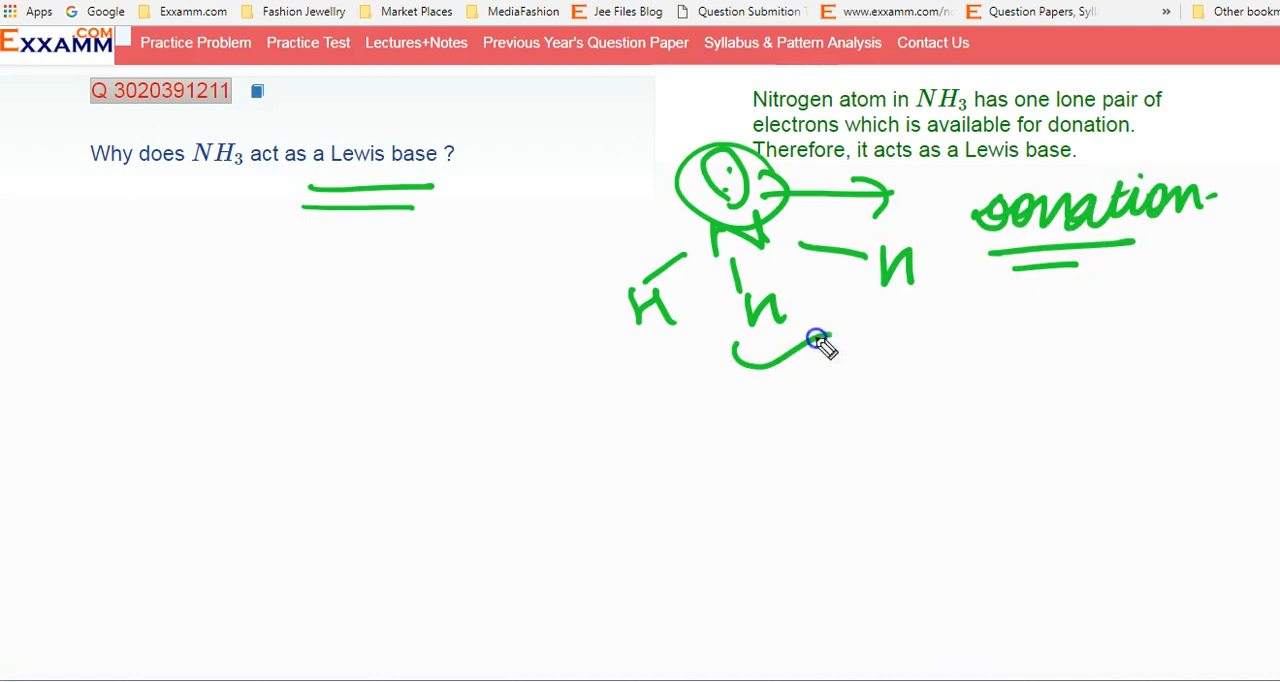 Apps Google Exxamm.com Fashion Jewellry Market Places MediaFashion Jee Files Blog Question Submition www.exxamm.com/n Question Papers, Syll » Other bookm
EXXAMM.COM Practice Problem Practice Test Lectures+Notes Previous Year's Question Paper Syllabus & Pattern Analysis Contact Us
Q 3020391211
Why does NH₃ act as a Lewis base ?
Nitrogen atom in NH₃ has one lone pair of
electrons which is available for donation.
Therefore, it acts as a Lewis base.
sonation
N
H
H
H